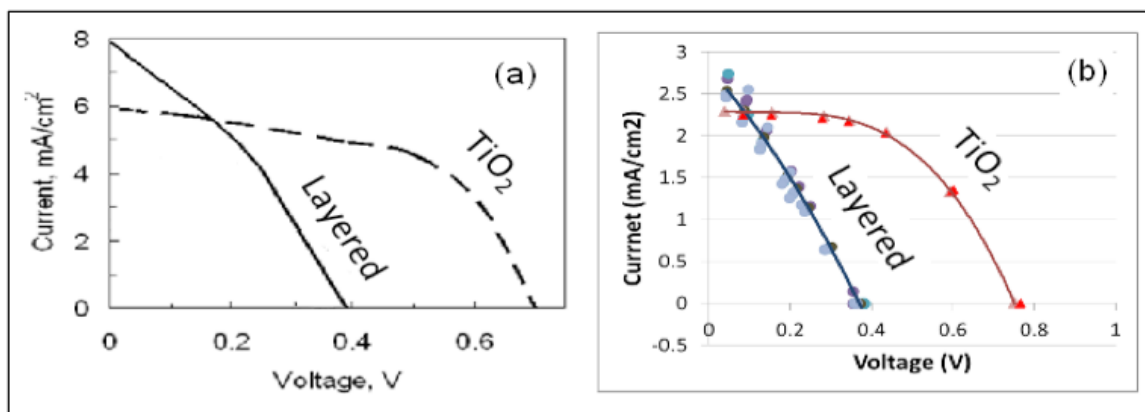 8
6
4
2
0
Current, mA/cm²
(a)
TiO₂
Layered
0 0.2 0.4 0.6
Voltage, V
3
2.5
2
1.5
1
0.5
0
-0.5
Currnet (mA/cm2)
(b)
TiO₂
Layered
0 0.2 0.4 0.6 0.8 1
Voltage (V)